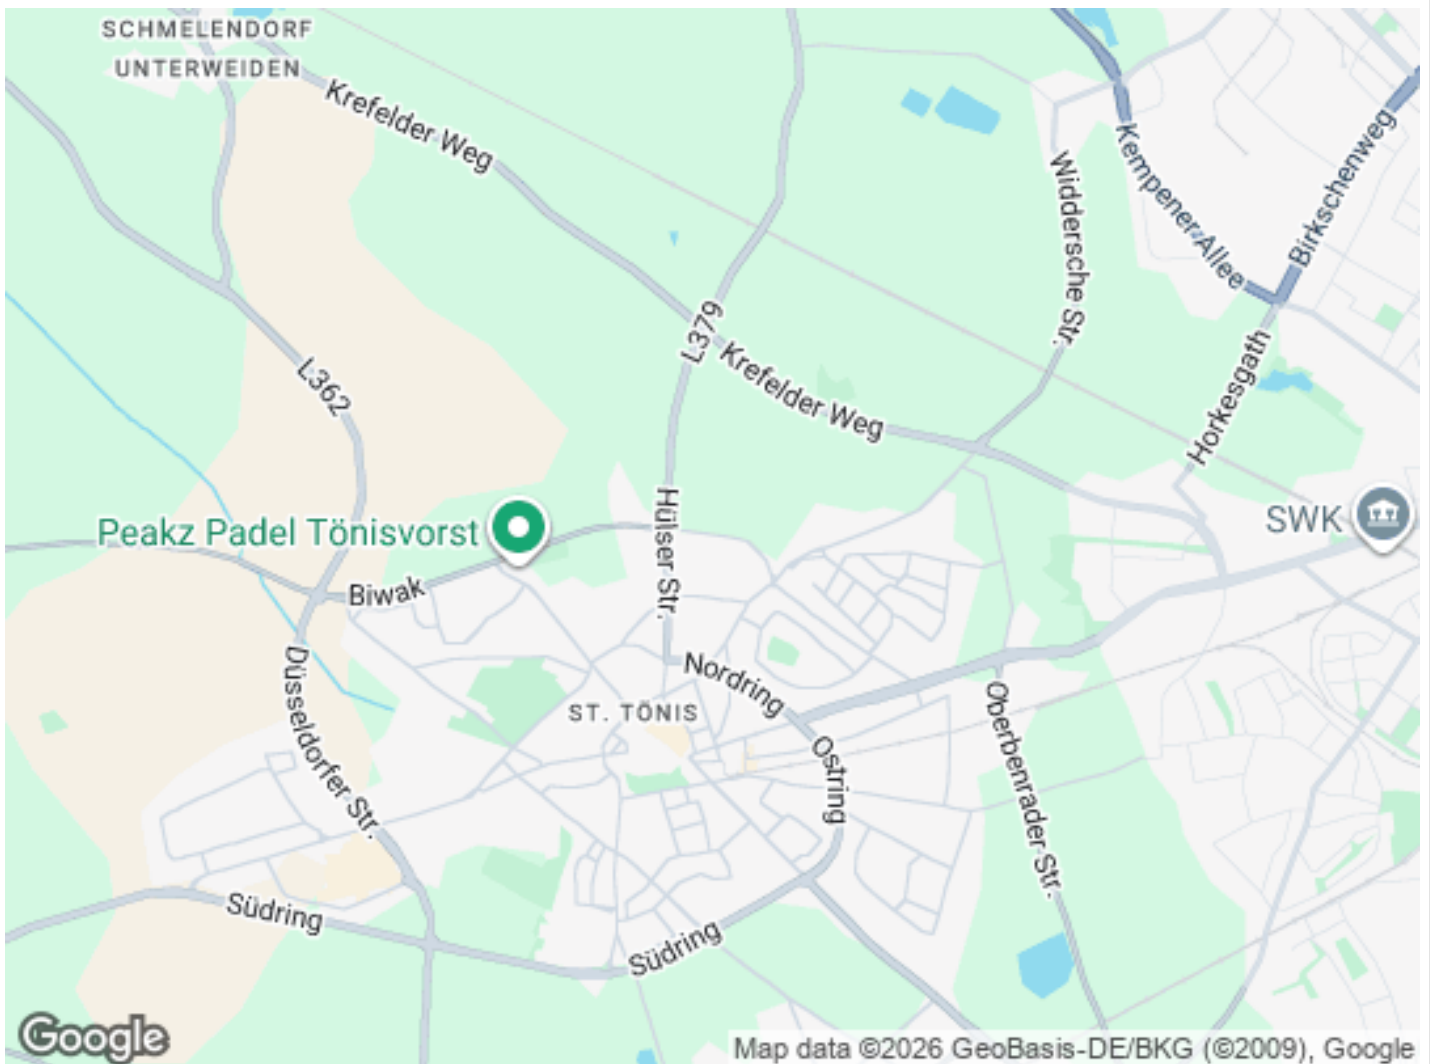 SCHMELENDORF
UNTERWEIDEN
Krefelder Weg
Kempener Allee
Birkschenweg
Widdersche Str.
L379
Krefelder Weg
L362
Horkesgath
Peakz Padel Tönisvorst
Hülser Str.
SWK
Biwak
Düsseldorfer Str.
Nordring
ST. TÖNIS
Ostring
Oberbenrader Str.
Südring
Südring
Google
Map data ©2026 GeoBasis-DE/BKG (©2009), Google